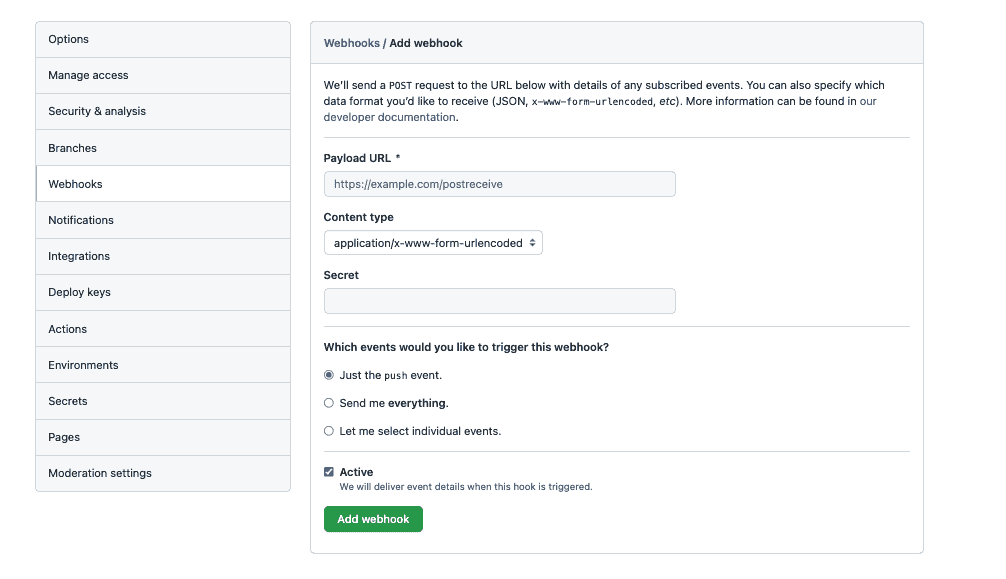 Options
Manage access
Security & analysis
Branches
Webhooks
Notifications
Integrations
Deploy keys
Actions
Environments
Secrets
Pages
Moderation settings
Webhooks / Add webhook
We'll send a POST request to the URL below with details of any subscribed events. You can also specify which
data format you'd like to receive (JSON, x-www-form-urlencoded, etc). More information can be found in our
developer documentation.
Payload URL *
https://example.com/postreceive
Content type
application/x-www-form-urlencoded
Secret
Which events would you like to trigger this webhook?
Just the push event.
Send me everything.
Let me select individual events.
Active
We will deliver event details when this hook is triggered.
Add webhook